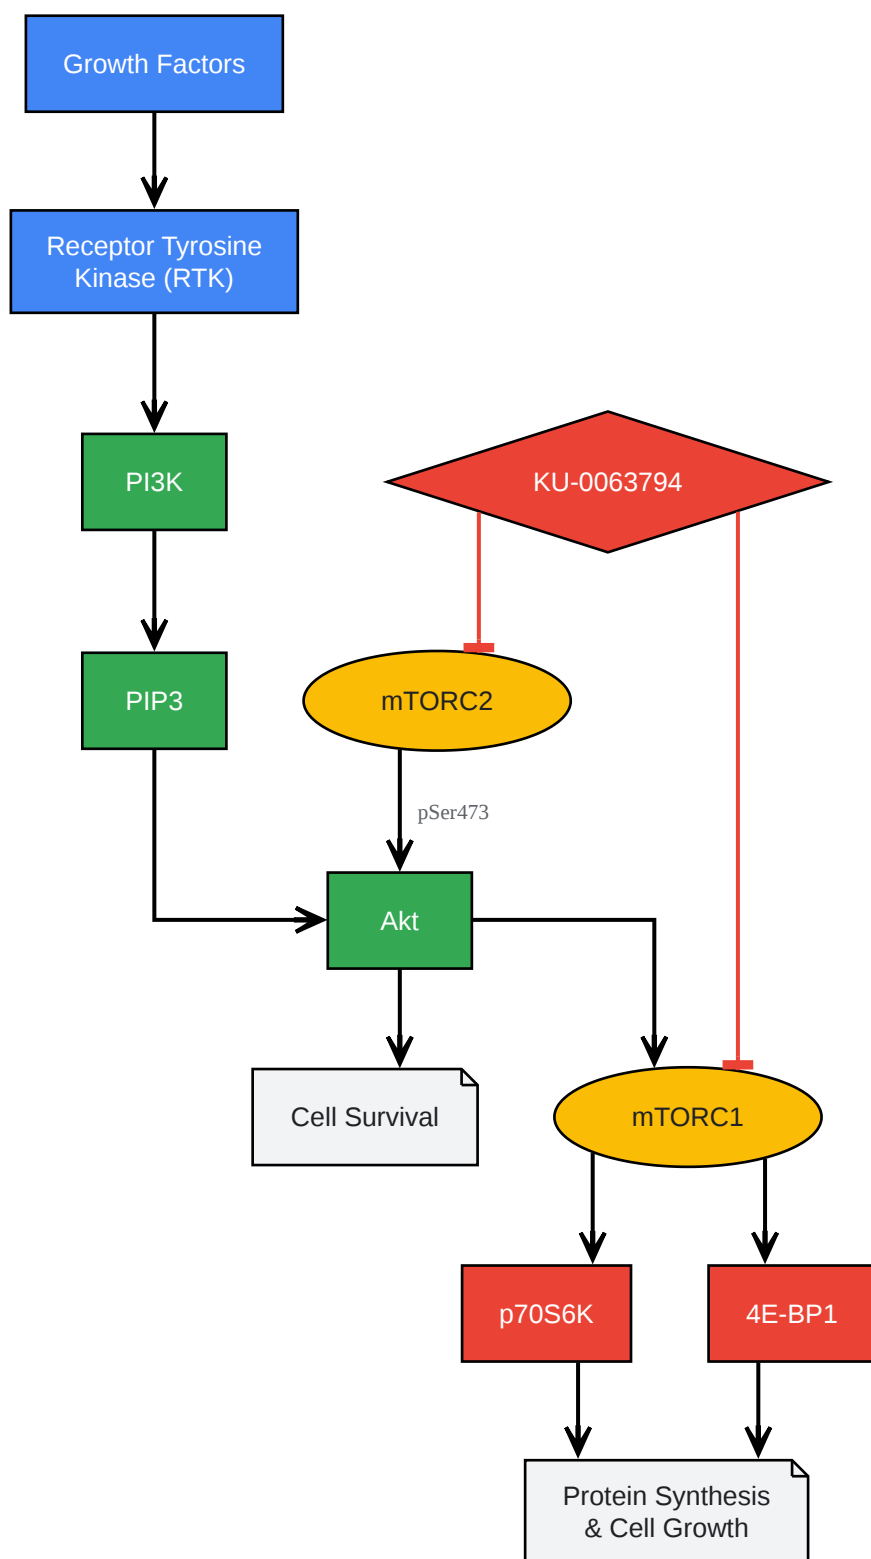 Growth Factors
Receptor Tyrosine
Kinase (RTK)
PI3K
KU-0063794
PIP3
mTORC2
pSer473
Akt
Cell Survival
mTORC1
p70S6K
4E-BP1
Protein Synthesis
& Cell Growth